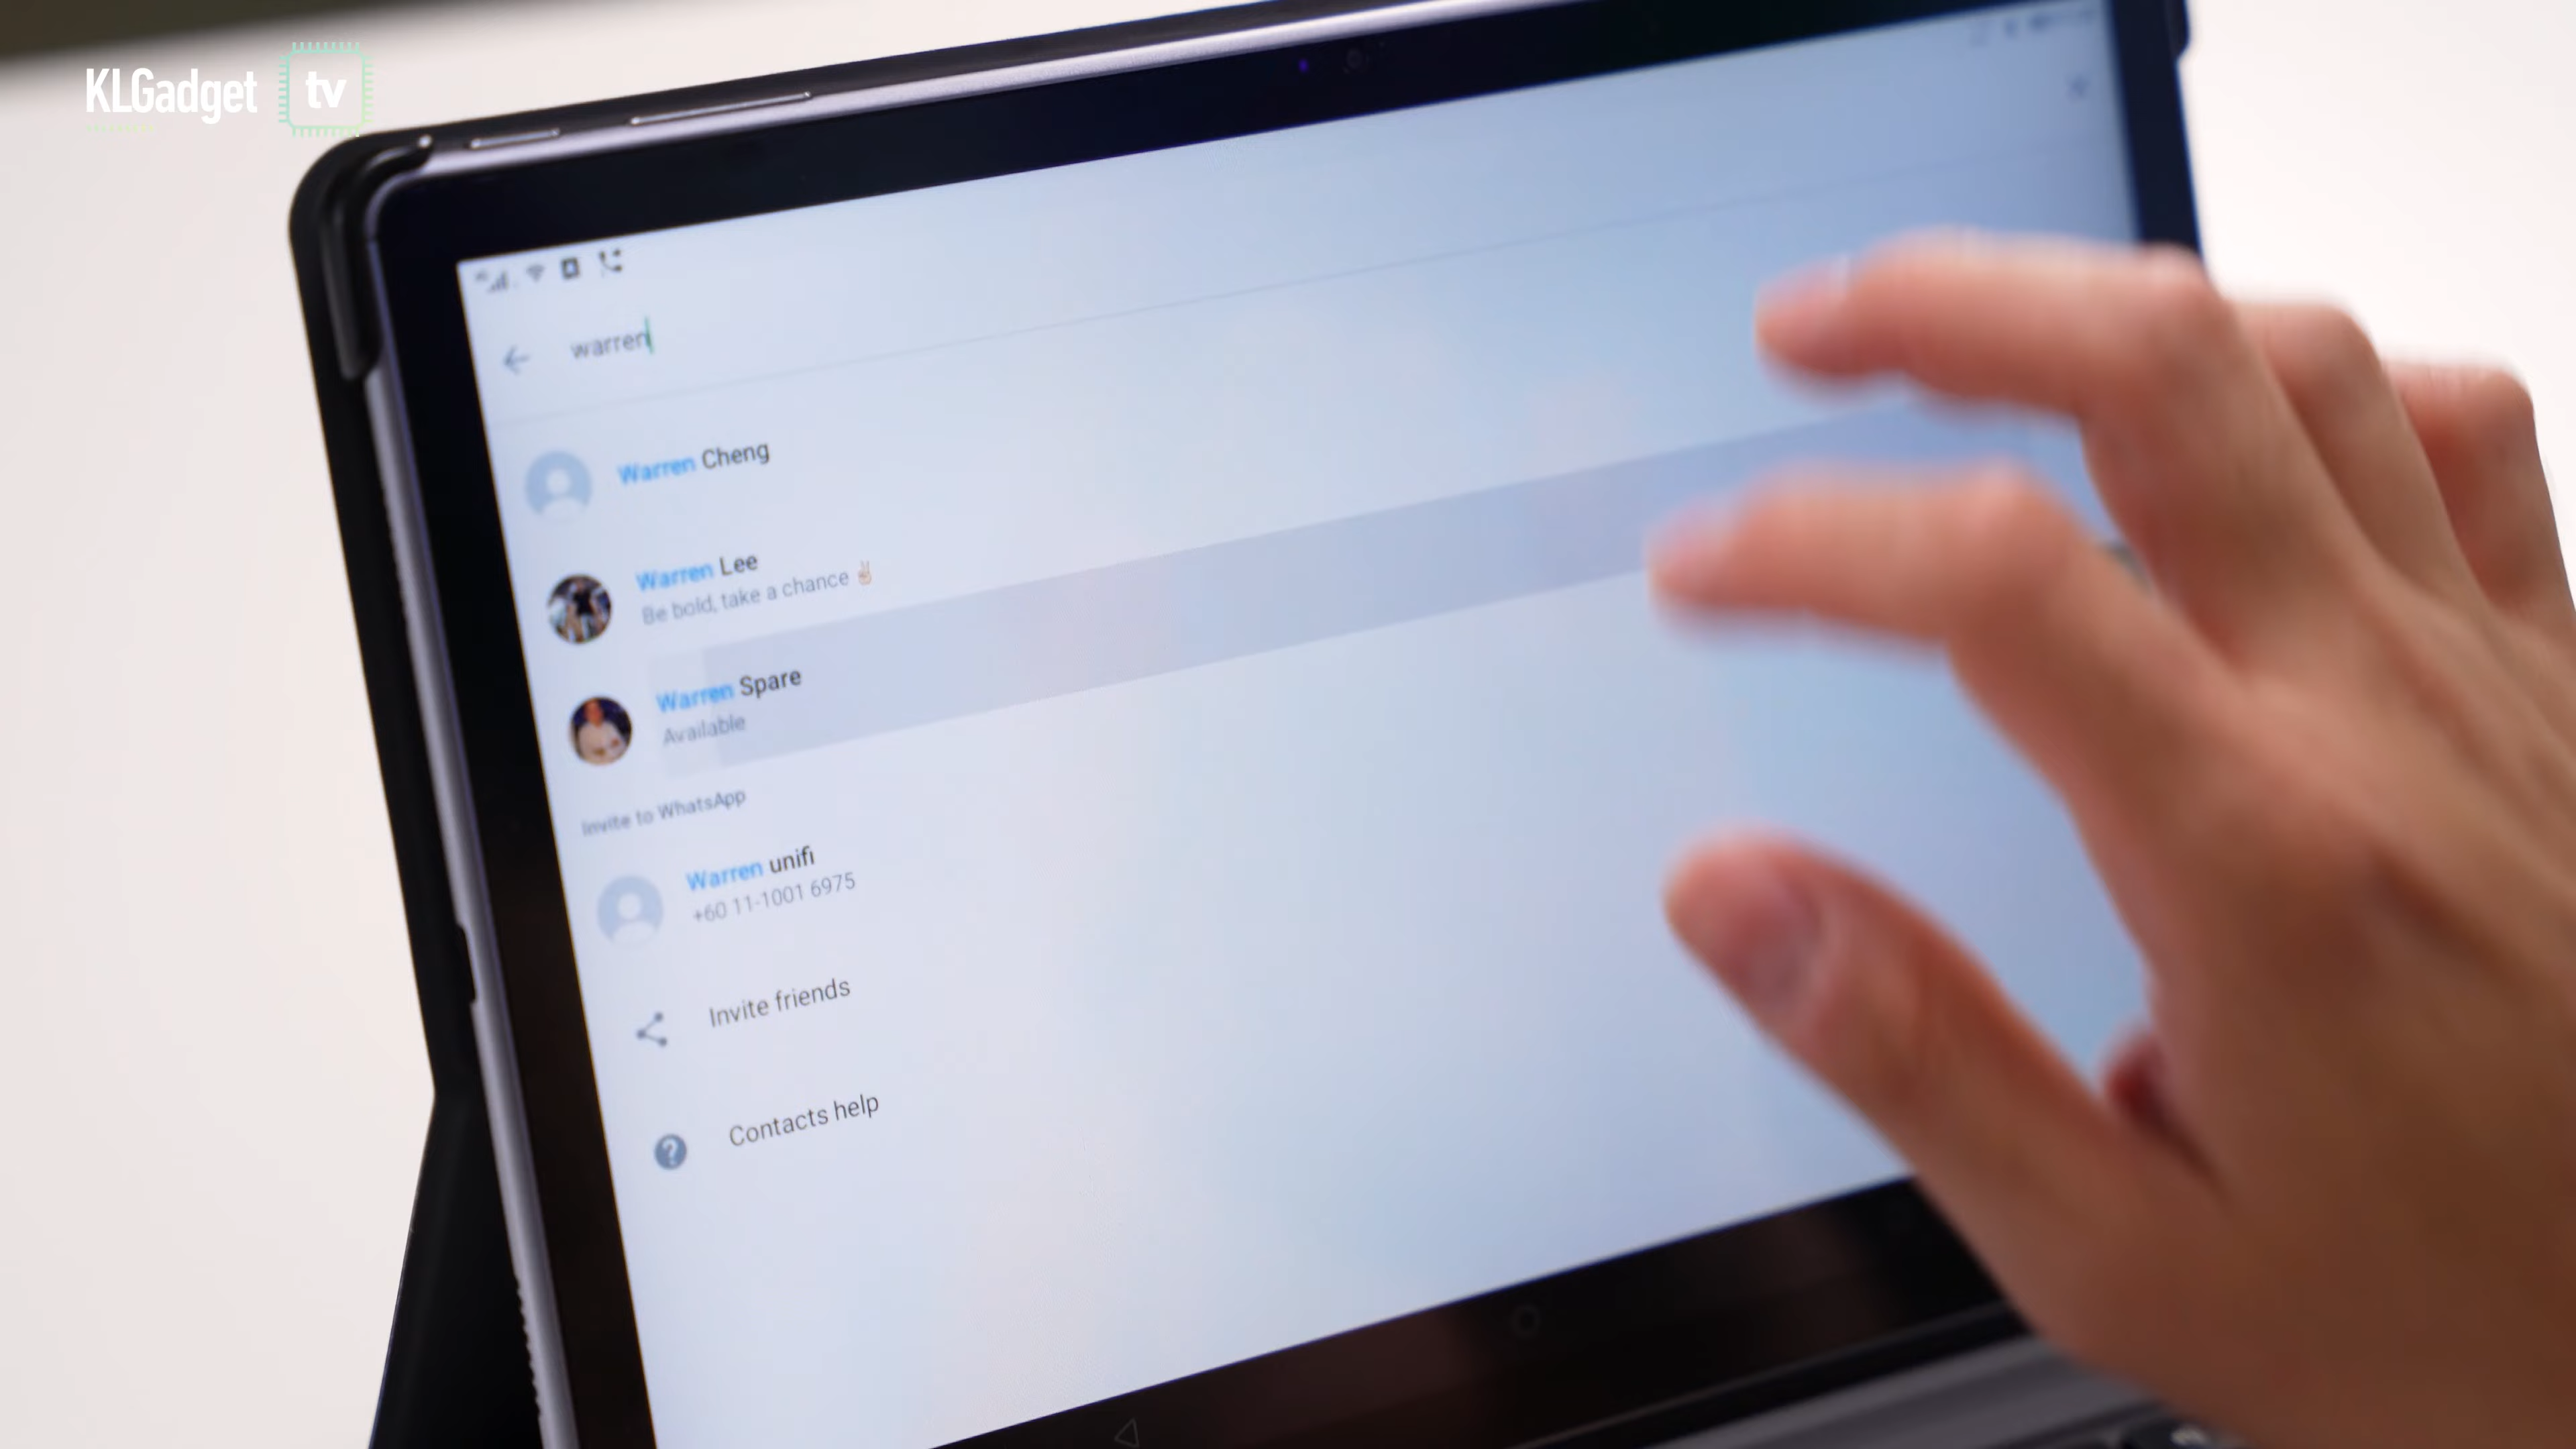 KLGadget tv
warren
Warren Cheng
Warren Lee
Be bold, take a chance ✌🏼
Warren Spare
Available
Invite to WhatsApp
Warren unifi
+60 11-1001 6975
Invite friends
Contacts help